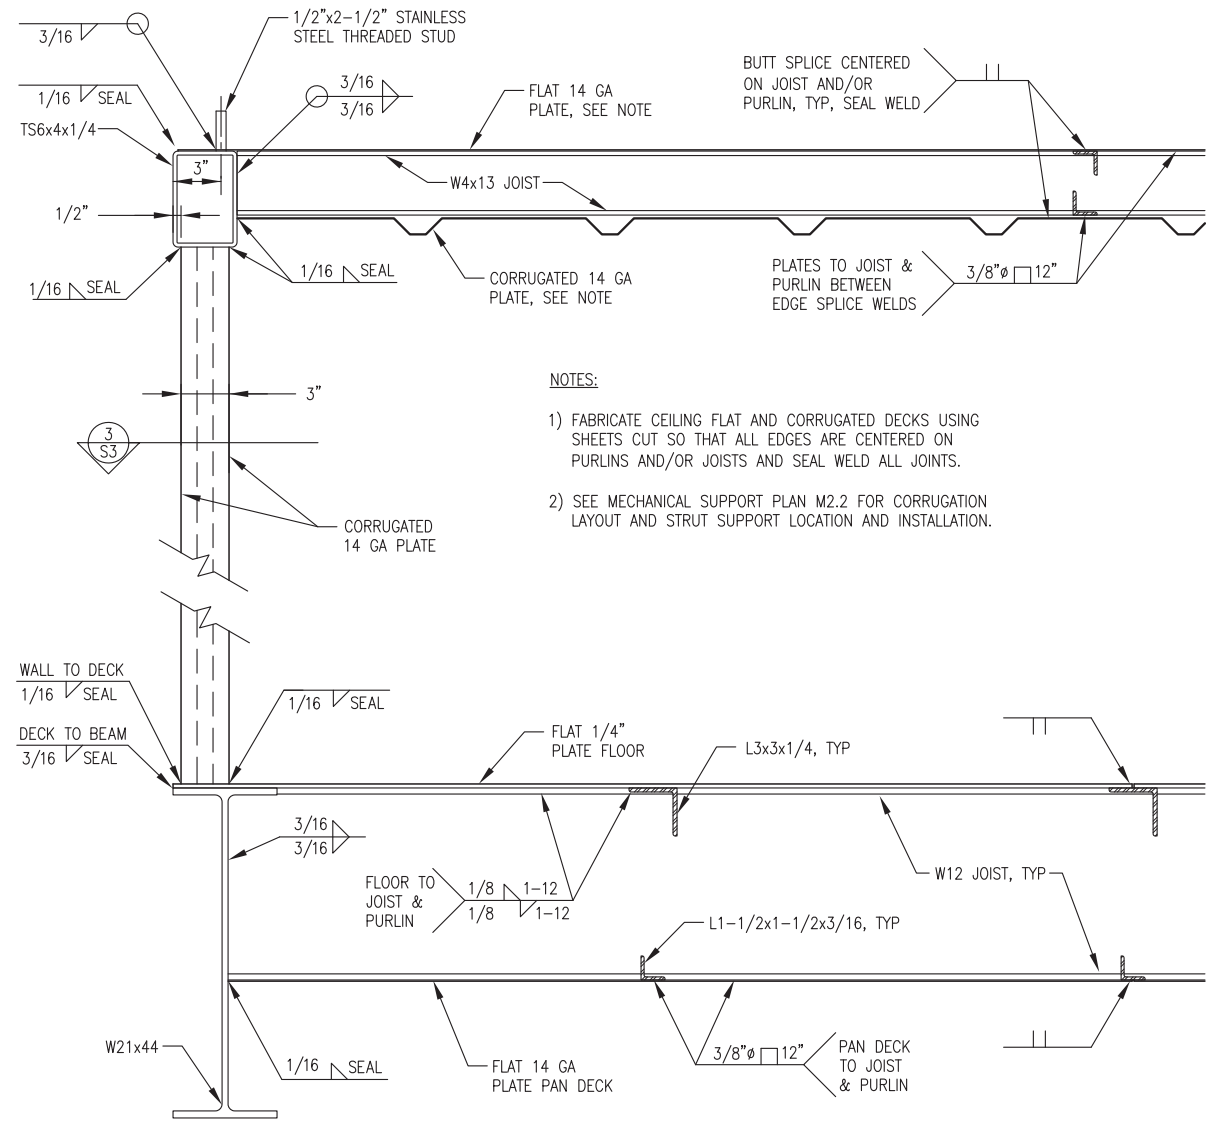 3/16
1/2"x2-1/2" STAINLESS
STEEL THREADED STUD
1/16 SEAL
TS6x4x1/4
3/16
3/16
FLAT 14 GA
PLATE, SEE NOTE
BUTT SPLICE CENTERED
ON JOIST AND/OR
PURLIN, TYP, SEAL WELD
3"
W4x13 JOIST
1/2"
1/16 SEAL
1/16 SEAL
CORRUGATED 14 GA
PLATE, SEE NOTE
PLATES TO JOIST &
PURLIN BETWEEN
EDGE SPLICE WELDS
3/8"ø 12"
3"
3
S3
NOTES:
1) FABRICATE CEILING FLAT AND CORRUGATED DECKS USING
SHEETS CUT SO THAT ALL EDGES ARE CENTERED ON
PURLINS AND/OR JOISTS AND SEAL WELD ALL JOINTS.
2) SEE MECHANICAL SUPPORT PLAN M2.2 FOR CORRUGATION
LAYOUT AND STRUT SUPPORT LOCATION AND INSTALLATION.
CORRUGATED
14 GA PLATE
WALL TO DECK
1/16 SEAL
DECK TO BEAM
3/16 SEAL
1/16 SEAL
FLAT 1/4"
PLATE FLOOR
L3x3x1/4, TYP
3/16
3/16
FLOOR TO
JOIST &
PURLIN
1/8 1-12
1/8 1-12
W12 JOIST, TYP
L1-1/2x1-1/2x3/16, TYP
W21x44
1/16 SEAL
FLAT 14 GA
PLATE PAN DECK
3/8"ø 12"
PAN DECK
TO JOIST
& PURLIN